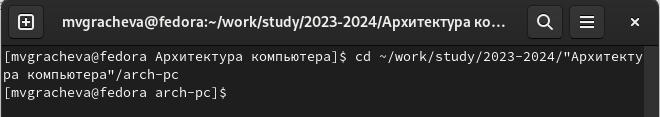 mvgracheva@fedora:~/work/study/2023-2024/Архитектура ко...
[mvgracheva@fedora Архитектура компьютера]$ cd ~/work/study/2023-2024/"Архитекту
ра компьютера"/arch-pc
[mvgracheva@fedora arch-pc]$